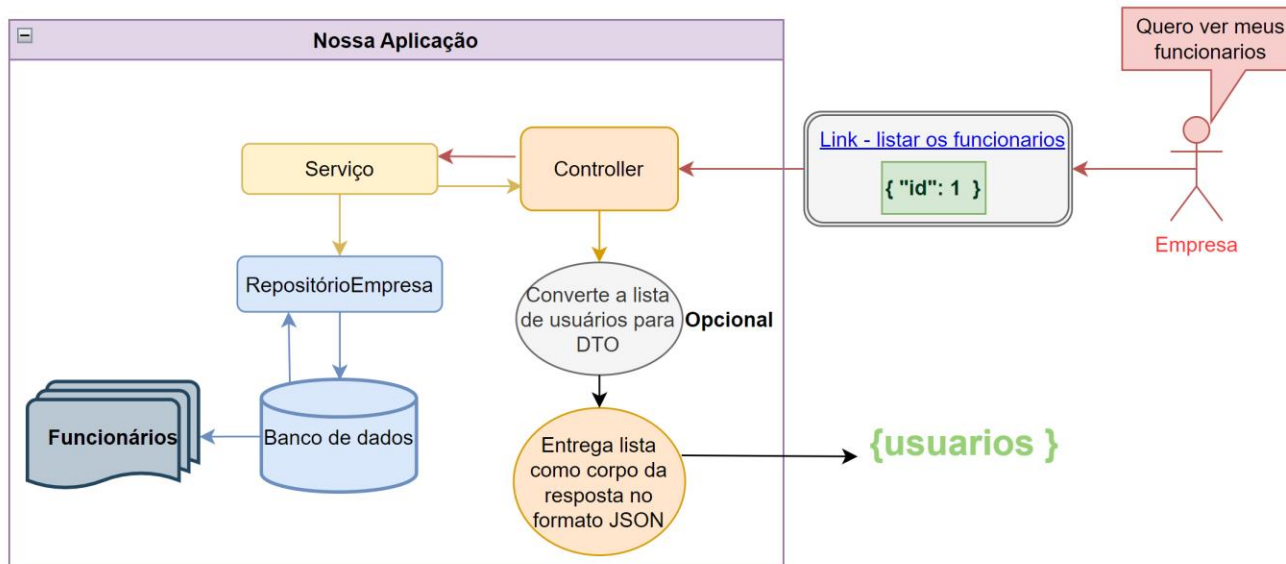 Nossa Aplicação
Quero ver meus
funcionarios
Link - listar os funcionarios
{ "id": 1 }
Empresa
Controller
Serviço
RepositórioEmpresa
Banco de dados
Funcionários
Converte a lista
de usuários para
DTO
Opcional
Entrega lista
como corpo da
resposta no
formato JSON
{usuarios }